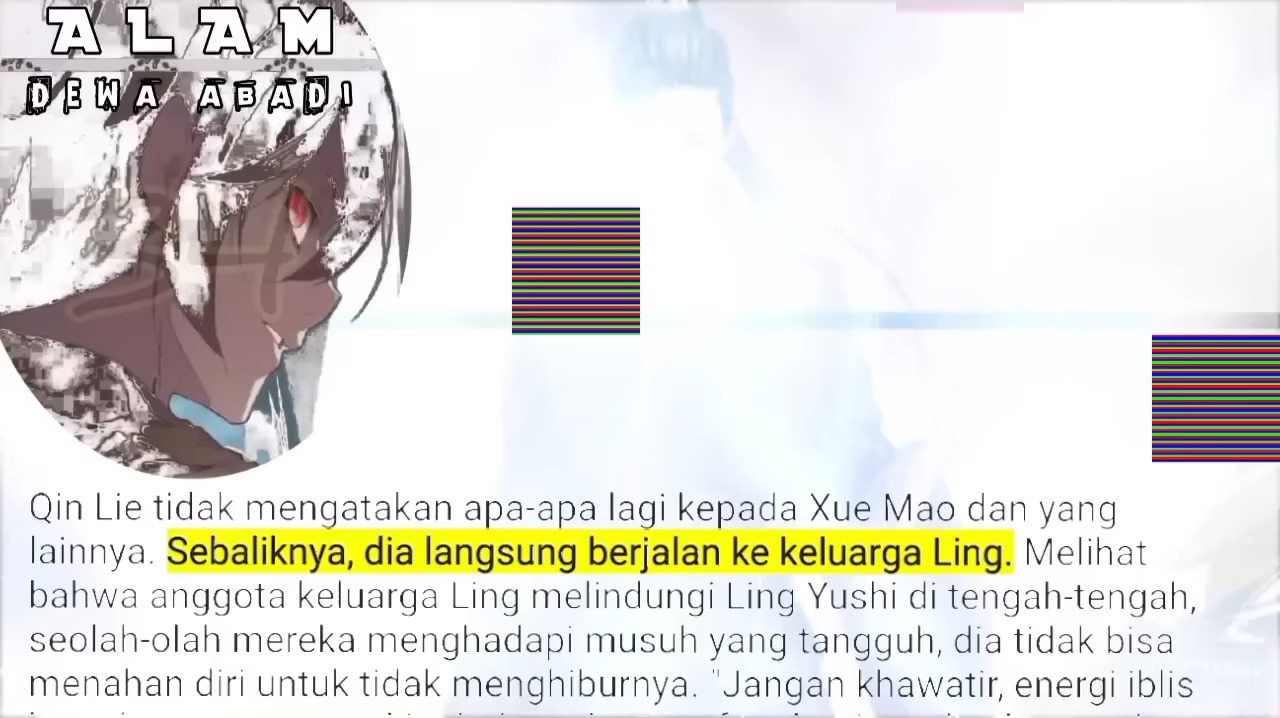 ALAM
DEWA ABADI
Qin Lie tidak mengatakan apa-apa lagi kepada Xue Mao dan yang
lainnya. Sebaliknya, dia langsung berjalan ke keluarga Ling. Melihat
bahwa anggota keluarga Ling melindungi Ling Yushi di tengah-tengah,
seolah-olah mereka menghadapi musuh yang tangguh, dia tidak bisa
menahan diri untuk tidak menghiburnya. "Jangan khawatir, energi iblis